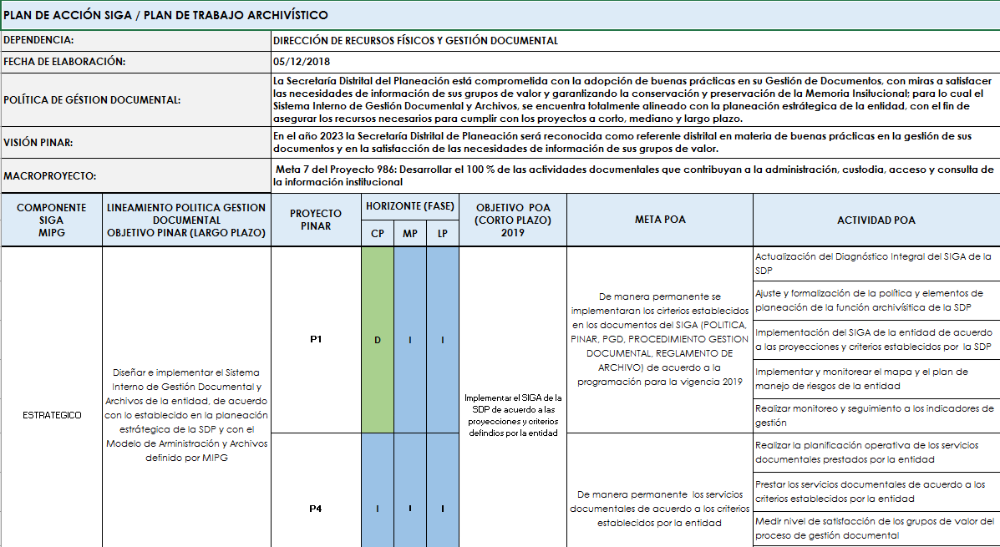 PLAN DE ACCIÓN SIGA / PLAN DE TRABAJO ARCHIVÍSTICO
DEPENDENCIA:
DIRECCIÓN DE RECURSOS FÍSICOS Y GESTIÓN DOCUMENTAL
FECHA DE ELABORACIÓN:
05/12/2018
POLÍTICA DE GÉSTION DOCUMENTAL:
La Secretaría Distrital del Planeación está comprometida con la adopción de buenas prácticas en su Gestión de Documentos, con miras a satisfacer
las necesidades de información de sus grupos de valor y garantizando la conservación y preservación de la Memoria Insitucional; para lo cual el
Sistema Interno de Gestión Documental y Archivos, se encuentra totalmente alineado con la planeación estrátegica de la entidad, con el fin de
asegurar los recursos necesarios para cumplir con los proyectos a corto, mediano y largo plazo.
VISIÓN PINAR:
En el año 2023 la Secretaría Distrital de Planeación será reconocida como referente distrital en materia de buenas prácticas en la gestión de sus
documentos y en la satisfacción de las necesidades de información de sus grupos de valor.
MACROPROYECTO:
Meta 7 del Proyecto 986: Desarrollar el 100 % de las actividades documentales que contribuyan a la administración, custodia, acceso y consulta de
la información institucional
COMPONENTE
SIGA
MIPG
LINEAMIENTO POLITICA GESTION
DOCUMENTAL
OBJETIVO PINAR (LARGO PLAZO)
PROYECTO
PINAR
HORIZONTE (FASE)
CP
MP
LP
OBJETIVO POA
(CORTO PLAZO)
2019
META POA
ACTIVIDAD POA
ESTRATEGICO
Diseñar e implementar el Sistema
Interno de Gestión Documental y
Archivos de la entidad, de acuerdo
con lo establecido en la planeación
estrátegica de la SDP y con el
Modelo de Aministración y Archivos
definido por MIPG
P1
D
I
I
Implementar el SIGA de la
SDP de acuerdo a las
proyecciones y criterios
defindios por la entidad
De manera permanente se
implementaran los cirterios establecidos
en los documentos del SIGA (POLITICA,
PINAR, PGD, PROCEDIMIENTO GESTION
DOCUMENTAL, REGLAMENTO DE
ARCHIVO) de acuerdo a la
programación para la vigencia 2019
Actualización del Diagnóstico Integral del SIGA de la
SDP
Ajuste y formalización de la política y elementos de
planeación de la función archivísitica de la SDP
Implementación del SIGA de la entidad de acuerdo
a las proyecciones y criterios establecidos por la SDP
Implementar y monitorear el mapa y el plan de
manejo de riesgos de la entidad
Realizar monitoreo y seguimiento a los indicadores de
gestión
P4
I
I
I
De manera permanente los servicios
documentales de acuerdo a los criterios
establecidos por la entidad
Realizar la planificación operativa de los servicios
documentales prestados por la entidad
Prestar los servicios documentales de acuerdo a los
criterios establecidos por la entidad
Medir nivel de satisfacción de los grupos de valor del
proceso de gestión documental